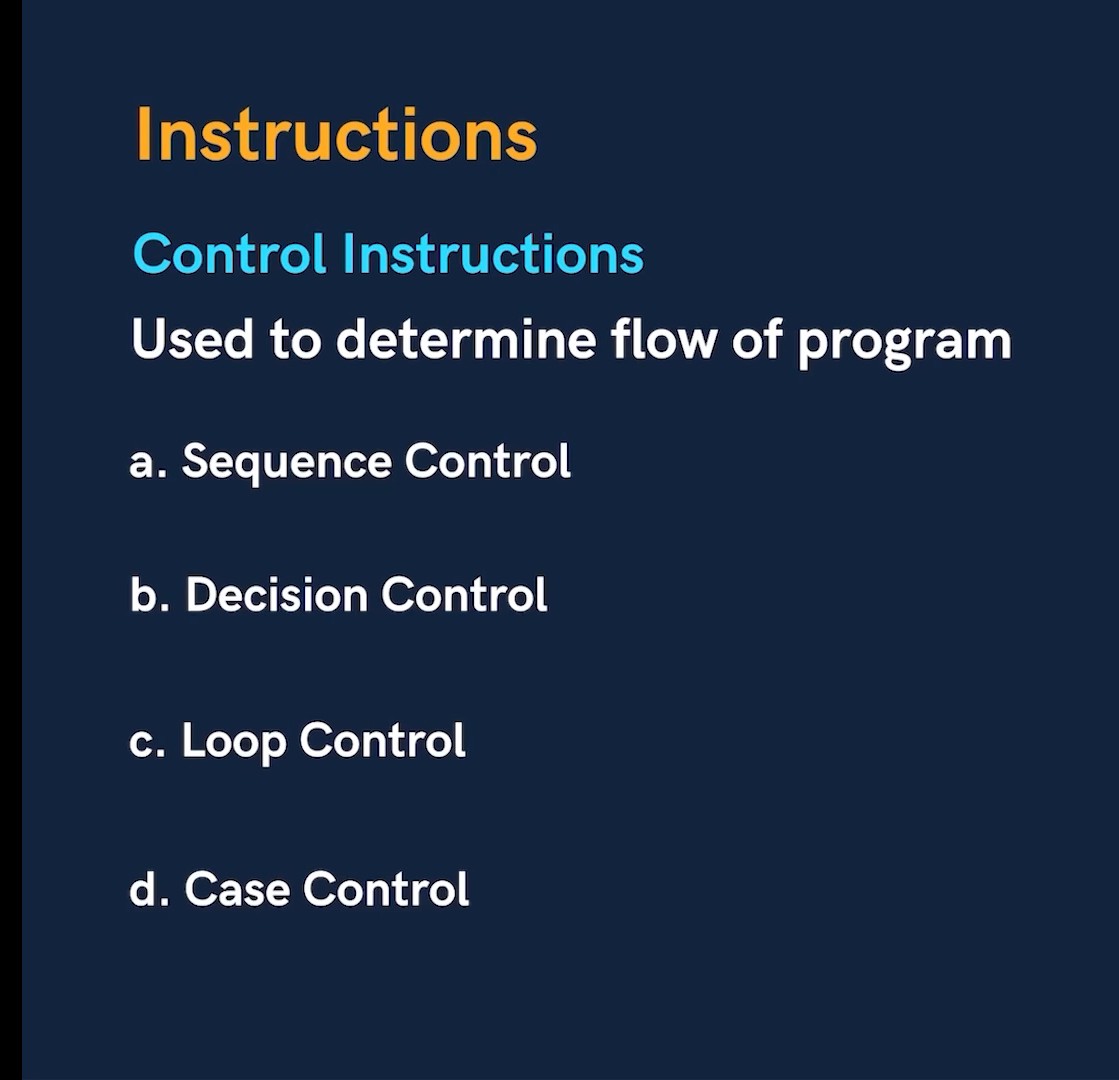 Instructions
Control Instructions
Used to determine flow of program
a. Sequence Control
b. Decision Control
c. Loop Control
d. Case Control